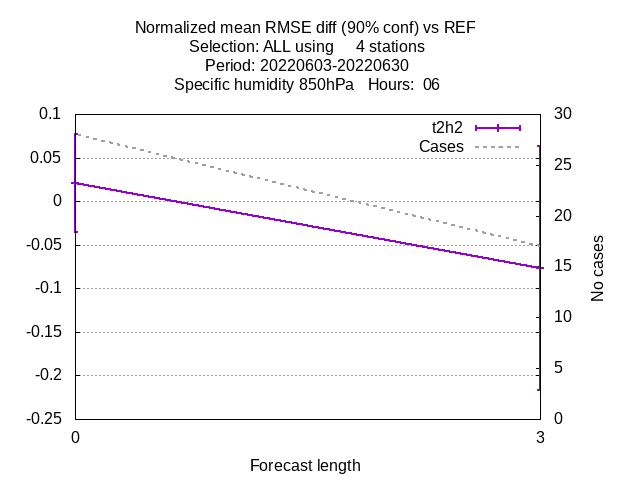 Normalized mean RMSE diff (90% conf) vs REF
Selection: ALL using     4 stations
Period: 20220603-20220630
Specific humidity 850hPa   Hours:  06
t2h2
Cases
0.1
0.05
0
-0.05
-0.1
-0.15
-0.2
-0.25
30
25
20
15
10
5
0
No cases
0
3
Forecast length